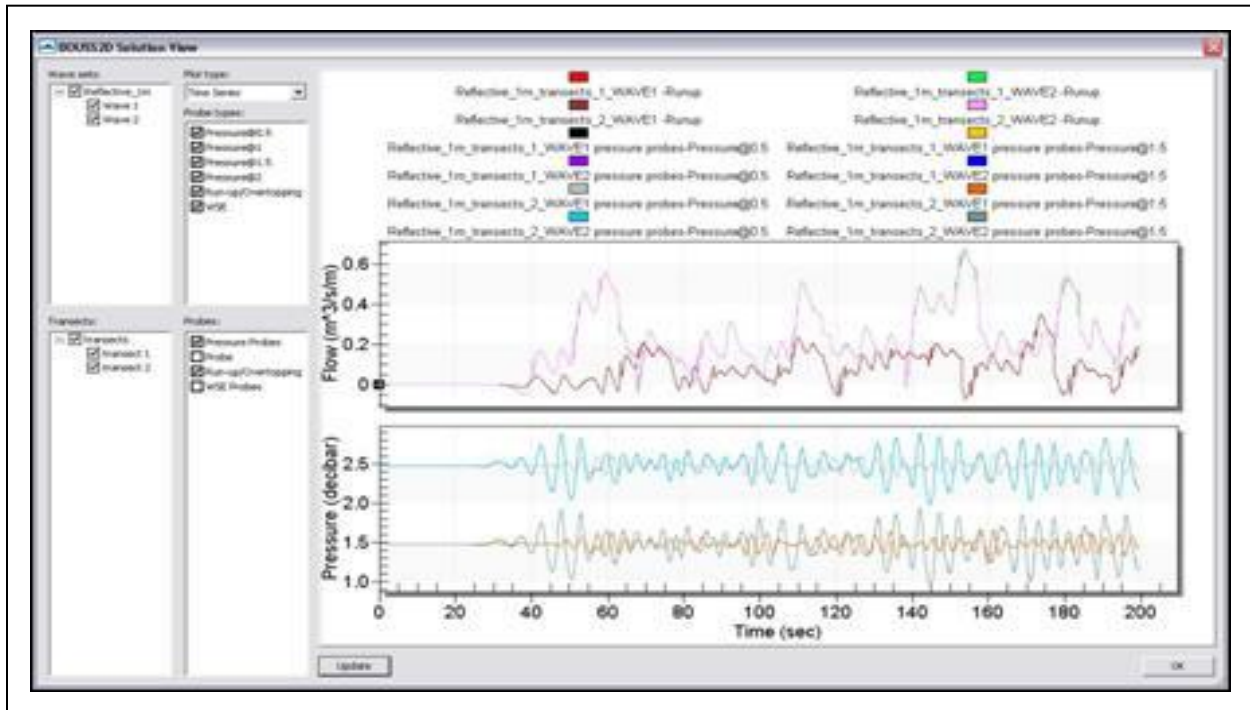 BOUSS2D Solution View
Wave sets:
Reflective_1m
Wave 1
Wave 2
Plot type:
Time Series
Probe types:
Pressure@0.5
Pressure@1
Pressure@1.5
Pressure@2
Run-up/Overtopping
WSE
Transects:
transects
transect 1
transect 2
Probes:
Pressure Probes
Probe
Run-up/Overtopping
WSE Probes
Reflective_1m_transects_1_WAVE1 -Runup
Reflective_1m_transects_1_WAVE2 -Runup
Reflective_1m_transects_2_WAVE1 -Runup
Reflective_1m_transects_2_WAVE2 -Runup
Reflective_1m_transects_1_WAVE1 pressure probes-Pressure@0.5
Reflective_1m_transects_1_WAVE1 pressure probes-Pressure@1.5
Reflective_1m_transects_1_WAVE2 pressure probes-Pressure@0.5
Reflective_1m_transects_1_WAVE2 pressure probes-Pressure@1.5
Reflective_1m_transects_2_WAVE1 pressure probes-Pressure@0.5
Reflective_1m_transects_2_WAVE1 pressure probes-Pressure@1.5
Reflective_1m_transects_2_WAVE2 pressure probes-Pressure@0.5
Reflective_1m_transects_2_WAVE2 pressure probes-Pressure@1.5
Flow (m^3/s/m)
0.6
0.4
0.2
0
Pressure (decibar)
2.5
2.0
1.5
1.0
0 20 40 60 80 100 120 140 160 180 200
Time (sec)
Update
OK